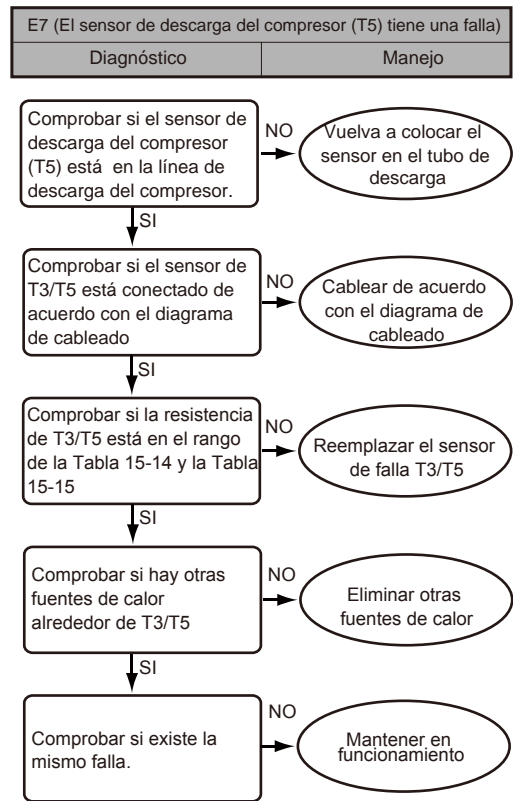 E7 (El sensor de descarga del compresor (T5) tiene una falla)
Diagnóstico
Manejo
Comprobar si el sensor de
descarga del compresor
(T5) está en la línea de
descarga del compresor.
NO
Vuelva a colocar el
sensor en el tubo de
descarga
SI
Comprobar si el sensor de
T3/T5 está conectado de
acuerdo con el diagrama
de cableado
NO
Cablear de acuerdo
con el diagrama de
cableado
SI
Comprobar si la resistencia
de T3/T5 está en el rango
de la Tabla 15-14 y la Tabla
15-15
NO
Reemplazar el sensor
de falla T3/T5
SI
Comprobar si hay otras
fuentes de calor
alrededor de T3/T5
NO
Eliminar otras
fuentes de calor
SI
Comprobar si existe la
mismo falla.
NO
Mantener en
funcionamiento